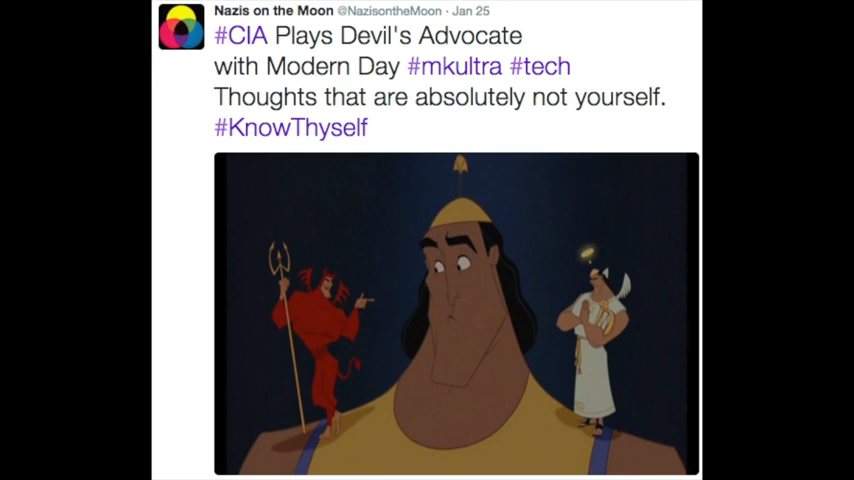 Nazis on the Moon @NazisontheMoon · Jan 25
#CIA Plays Devil's Advocate
with Modern Day #mkultra #tech
Thoughts that are absolutely not yourself.
#KnowThyself